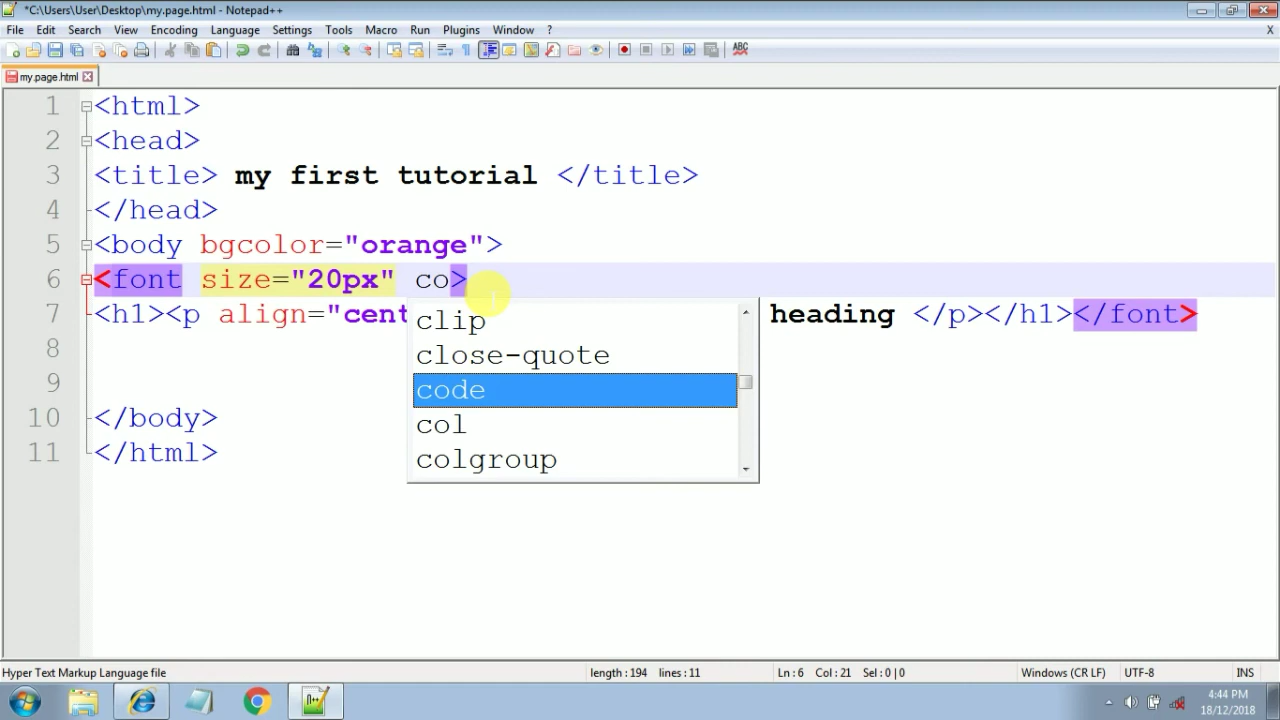 *C:\Users\User\Desktop\my.page.html - Notepad++
File Edit Search View Encoding Language Settings Tools Macro Run Plugins Window ? X
ABC
my.page.html
1 <html>
2 <head>
3 <title> my first tutorial </title>
4 </head>
5 <body bgcolor="orange">
6 <font size="20px" co>
7 <h1><p align="cent heading </p></h1></font>
clip
8
close-quote
9
code
10 </body>
col
11 </html>
colgroup
Hyper Text Markup Language file length : 194 lines : 11 Ln : 6 Col : 21 Sel : 0 | 0 Windows (CR LF) UTF-8 INS
4:44 PM
18/12/2018